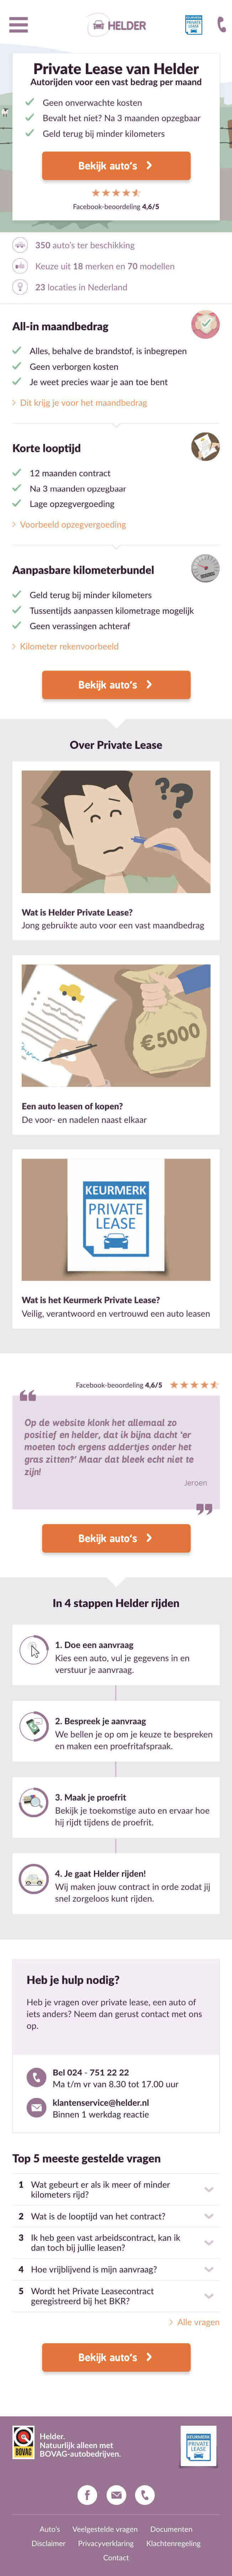 HELDER
KEURMERK
PRIVATE
LEASE
Private Lease van Helder
Autorijden voor een vast bedrag per maand
Geen onverwachte kosten
Bevalt het niet? Na 3 maanden opzegbaar
Geld terug bij minder kilometers
Bekijk auto's
Facebook-beoordeling 4,6/5
350 auto's ter beschikking
Keuze uit 18 merken en 70 modellen
23 locaties in Nederland
All-in maandbedrag
Alles, behalve de brandstof, is inbegrepen
Geen verborgen kosten
Je weet precies waar je aan toe bent
> Dit krijg je voor het maandbedrag
Korte looptijd
12 maanden contract
Na 3 maanden opzegbaar
Lage opzegvergoeding
> Voorbeeld opzegvergoeding
Aanpasbare kilometerbundel
Geld terug bij minder kilometers
Tussentijds aanpassen kilometrage mogelijk
Geen verassingen achteraf
> Kilometer rekenvoorbeeld
Bekijk auto's
Over Private Lease
??
Wat is Helder Private Lease?
Jong gebruikte auto voor een vast maandbedrag
€5000
Een auto leasen of kopen?
De voor- en nadelen naast elkaar
KEURMERK
PRIVATE
LEASE
Wat is het Keurmerk Private Lease?
Veilig, verantwoord en vertrouwd een auto leasen
Facebook-beoordeling 4,6/5
Op de website klonk het allemaal zo
positief en helder, dat ik bijna dacht 'er
moeten toch ergens addertjes onder het
gras zitten?' Maar dat bleek echt niet te
zijn!
Jeroen
Bekijk auto's
In 4 stappen Helder rijden
1. Doe een aanvraag
Kies een auto, vul je gegevens in en
verstuur je aanvraag.
2. Bespreek je aanvraag
We bellen je op om je keuze te bespreken
en maken een proefritafspraak.
3. Maak je proefrit
Bekijk je toekomstige auto en ervaar hoe
hij rijdt tijdens de proefrit.
4. Je gaat Helder rijden!
Wij maken jouw contract in orde zodat jij
snel zorgeloos kunt rijden.
Heb je hulp nodig?
Heb je vragen over private lease, een auto of
iets anders? Neem dan gerust contact met ons
op.
Bel 024 - 751 22 22
Ma t/m vr van 8.30 tot 17.00 uur
klantenservice@helder.nl
Binnen 1 werkdag reactie
Top 5 meeste gestelde vragen
1 Wat gebeurt er als ik meer of minder
kilometers rijd?
2 Wat is de looptijd van het contract?
3 Ik heb geen vast arbeidscontract, kan ik
dan toch bij jullie leasen?
4 Hoe vrijblijvend is mijn aanvraag?
5 Wordt het Private Leasecontract
geregistreerd bij het BKR?
> Alle vragen
Bekijk auto's
BOVAG
Helder.
Natuurlijk alleen met
BOVAG-autobedrijven.
KEURMERK
PRIVATE
LEASE
Auto's Veelgestelde vragen Documenten
Disclaimer Privacyverklaring Klachtenregeling
Contact